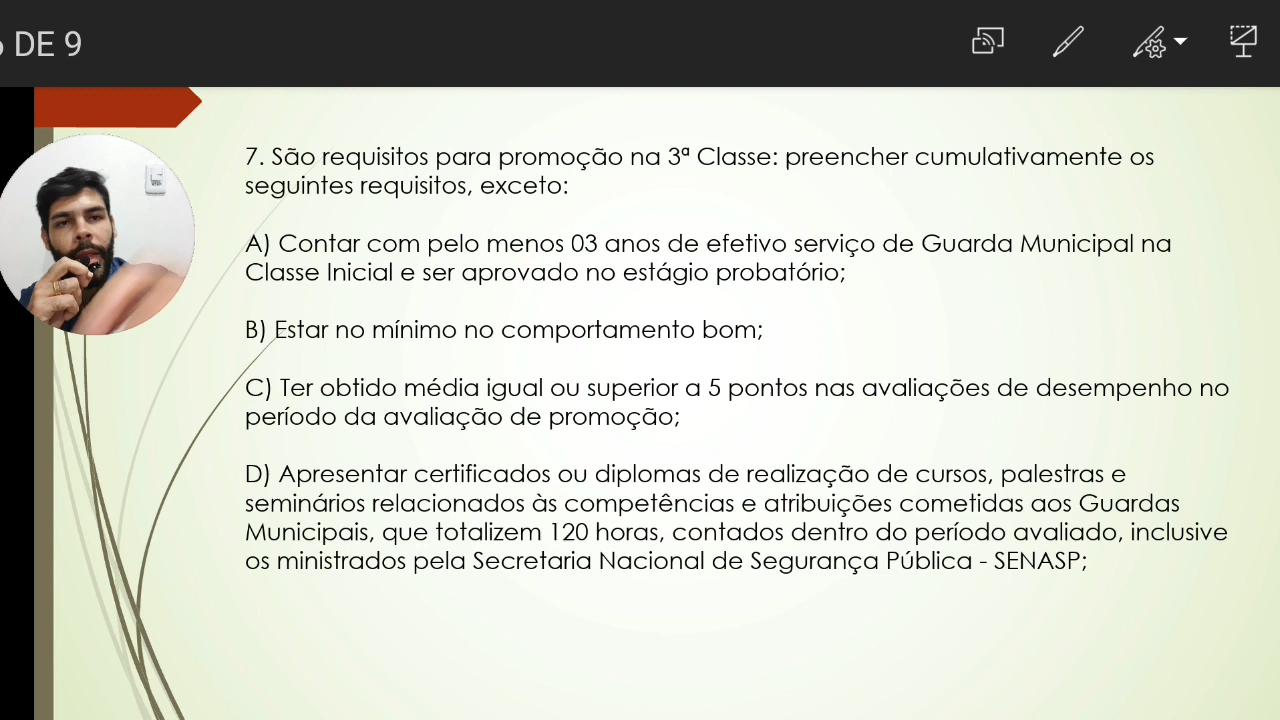 DE 9
7. São requisitos para promoção na 3ª Classe: preencher cumulativamente os
seguintes requisitos, exceto:
A) Contar com pelo menos 03 anos de efetivo serviço de Guarda Municipal na
Classe Inicial e ser aprovado no estágio probatório;
B) Estar no mínimo no comportamento bom;
C) Ter obtido média igual ou superior a 5 pontos nas avaliações de desempenho no
período da avaliação de promoção;
D) Apresentar certificados ou diplomas de realização de cursos, palestras e
seminários relacionados às competências e atribuições cometidas aos Guardas
Municipais, que totalizem 120 horas, contados dentro do período avaliado, inclusive
os ministrados pela Secretaria Nacional de Segurança Pública - SENASP;